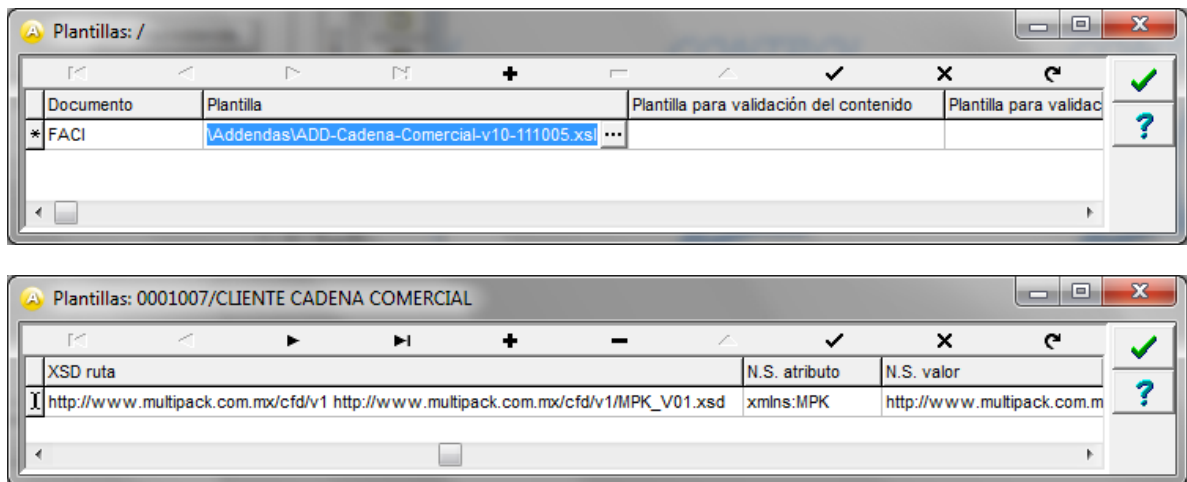 Plantillas: /
Documento Plantilla Plantilla para validación del contenido Plantilla para validac
* FACI \Addendas\ADD-Cadena-Comercial-v10-111005.xsl ...
Plantillas: 0001007/CLIENTE CADENA COMERCIAL
XSD ruta N.S. atributo N.S. valor
http://www.multipack.com.mx/cfd/v1 http://www.multipack.com.mx/cfd/v1/MPK_V01.xsd xmlns:MPK http://www.multipack.com.m